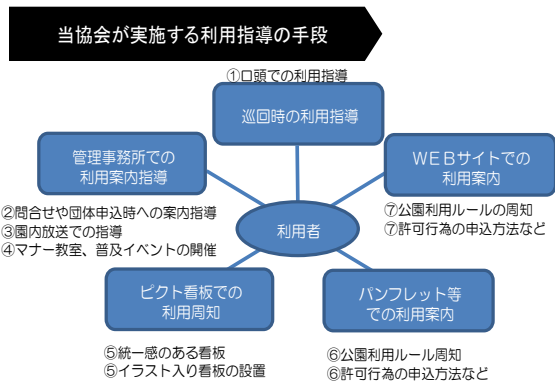 当協会が実施する利用指導の手段
①口頭での利用指導
巡回時の利用指導
管理事務所での
利用案内指導
ＷＥＢサイトでの
利用案内
②問合せや団体申込時への案内指導
③園内放送での指導
④マナー教室、普及イベントの開催
利用者
⑦公園利用ルールの周知
⑦許可行為の申込方法など
ピクト看板での
利用周知
パンフレット等
での利用案内
⑤統一感のある看板
⑤イラスト入り看板の設置
⑥公園利用ルール周知
⑥許可行為の申込方法など